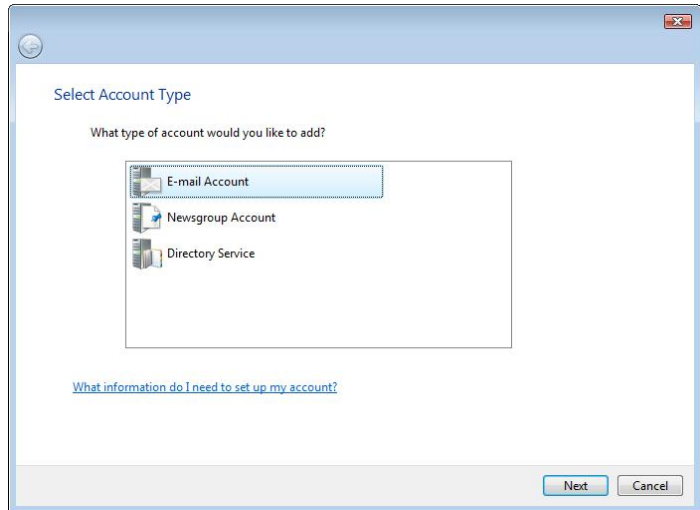 Select Account Type
What type of account would you like to add?
E-mail Account
Newsgroup Account
Directory Service
What information do I need to set up my account?
Next Cancel